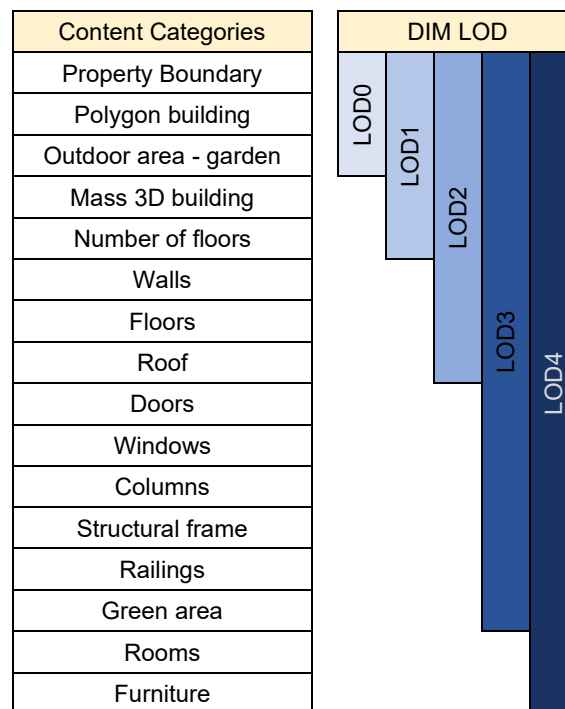 Content Categories
Property Boundary
Polygon building
Outdoor area - garden
Mass 3D building
Number of floors
Walls
Floors
Roof
Doors
Windows
Columns
Structural frame
Railings
Green area
Rooms
Furniture
DIM LOD
LOD0
LOD1
LOD2
LOD3
LOD4